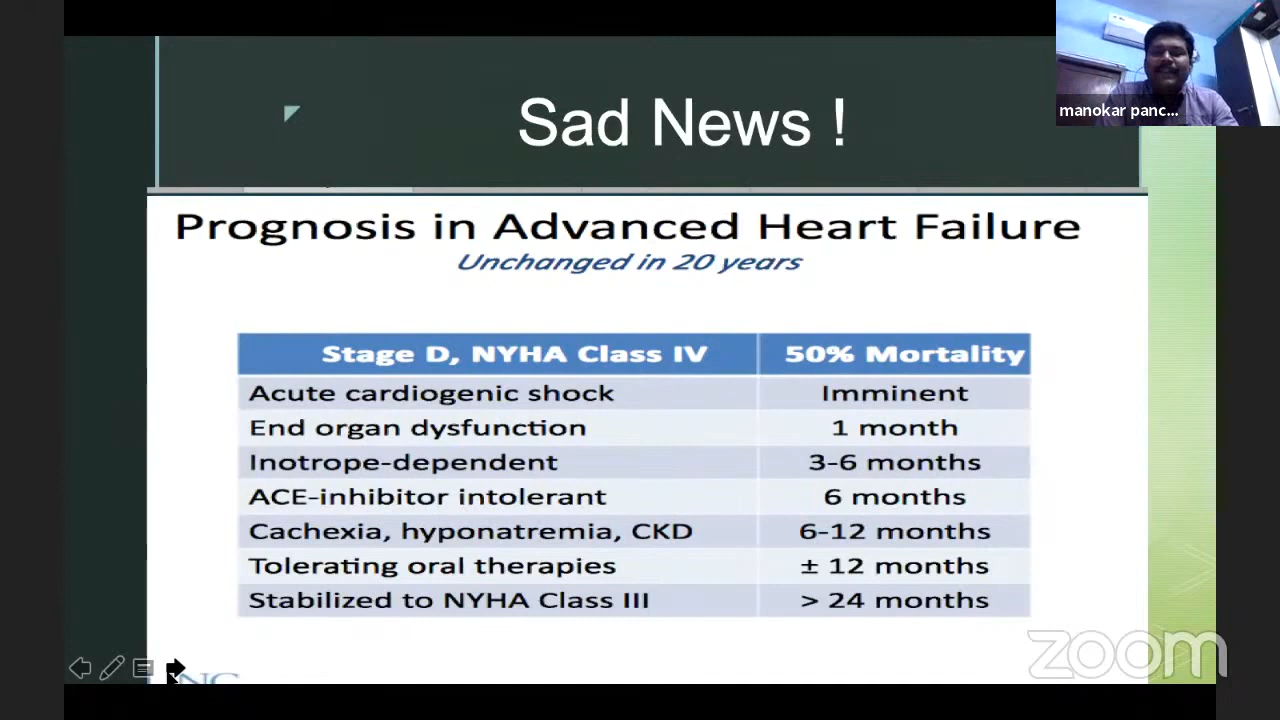 Sad News !
manokar panc...
Prognosis in Advanced Heart Failure
Unchanged in 20 years
Stage D, NYHA Class IV 50% Mortality
Acute cardiogenic shock Imminent
End organ dysfunction 1 month
Inotrope-dependent 3-6 months
ACE-inhibitor intolerant 6 months
Cachexia, hyponatremia, CKD 6-12 months
Tolerating oral therapies ± 12 months
Stabilized to NYHA Class III > 24 months
zoom